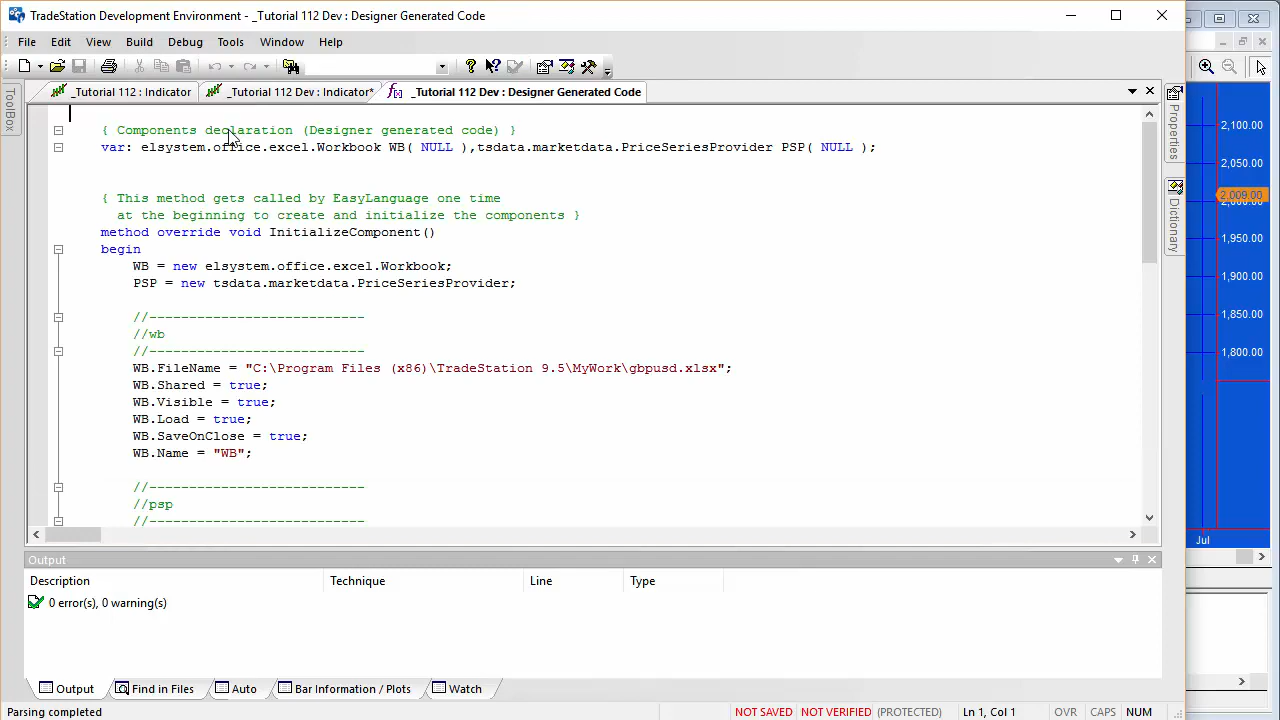 TradeStation Development Environment - _Tutorial 112 Dev : Designer Generated Code
File Edit View Build Debug Tools Window Help
_Tutorial 112 : Indicator
_Tutorial 112 Dev : Indicator*
_Tutorial 112 Dev : Designer Generated Code
ToolBox
{ Components declaration (Designer generated code) }
var: elsystem.office.excel.Workbook WB( NULL ), tsdata.marketdata.PriceSeriesProvider PSP( NULL );
{ This method gets called by EasyLanguage one time
at the beginning to create and initialize the components }
method override void InitializeComponent()
begin
WB = new elsystem.office.excel.Workbook;
PSP = new tsdata.marketdata.PriceSeriesProvider;
//---------------------------
//wb
//---------------------------
WB.FileName = "C:\Program Files (x86)\TradeStation 9.5\MyWork\gbpusd.xlsx";
WB.Shared = true;
WB.Visible = true;
WB.Load = true;
WB.SaveOnClose = true;
WB.Name = "WB";
//---------------------------
//psp
//---------------------------
Properties
Dictionary
2,100.00
2,050.00
2,009.00
2,000.00
1,950.00
1,900.00
1,850.00
1,800.00
Jul
Output
Description Technique Line Type
0 error(s), 0 warning(s)
Output Find in Files Auto Bar Information / Plots Watch
Parsing completed NOT SAVED NOT VERIFIED (PROTECTED) Ln 1, Col 1 OVR CAPS NUM